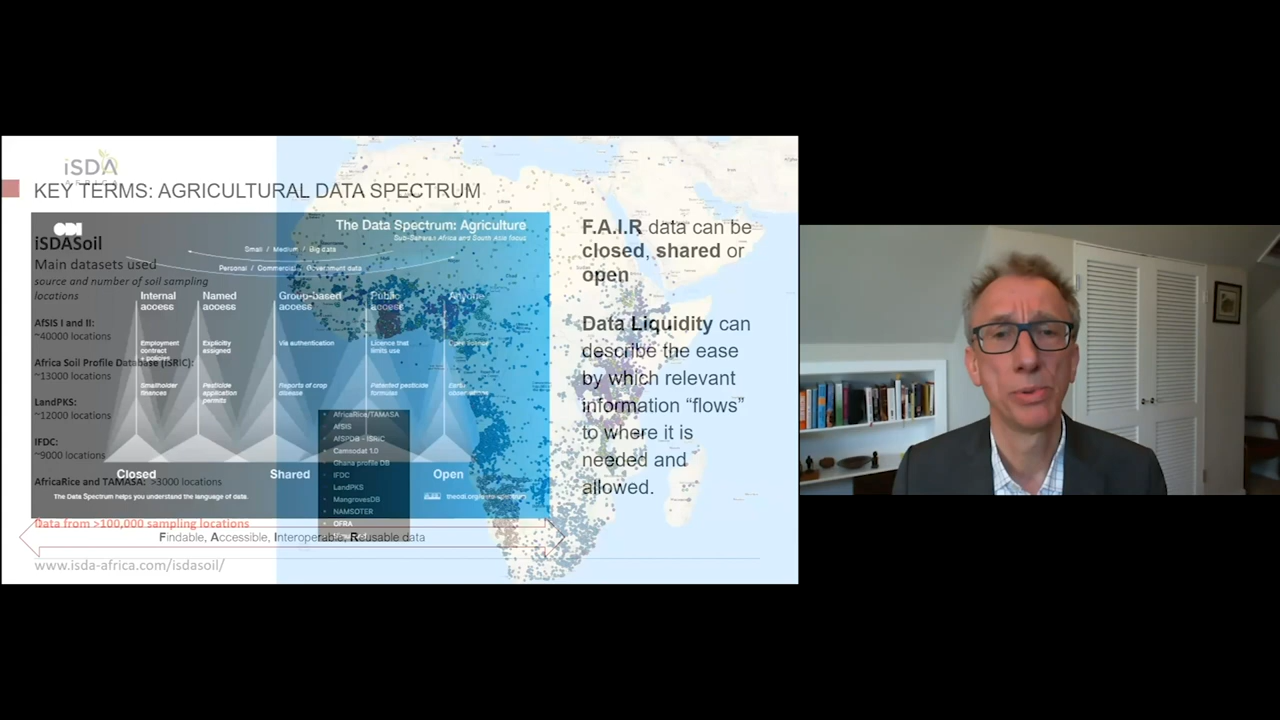 iSDA
AFRICA
KEY TERMS: AGRICULTURAL DATA SPECTRUM
The Data Spectrum: Agriculture
Sub-Saharan Africa and South Asia focus
iSDASoil
Main datasets used
source and number of soil sampling
locations
Small / Medium / Big data
Personal / Commercial / Government data
Internal
access
Named
access
Group-based
access
Public
access
Anyone
AfSIS I and II:
~40000 locations
Africa Soil Profile Database (ISRIC):
~13000 locations
LandPKS:
~12000 locations
IFDC:
~9000 locations
AfricaRice and TAMASA: >3000 locations
Data from >100,000 sampling locations
Employment
contract
+ policies
Explicitly
assigned
Via authentication
Licence that
limits use
Smallholder
finances
Pesticide
application
permits
Reports of crop
disease
Patented pesticide
formulas
AfricaRice/TAMASA
AfSIS
AfSPDB - ISRIC
Camsodat 1.0
Ghana profile DB
IFDC
LandPKS
MangrovesDB
NAMSOTER
OFRA
Closed
Shared
Open
The Data Spectrum helps you understand the language of data.
Findable, Accessible, Interoperable, Reusable data
www.isda-africa.com/isdasoil/
F.A.I.R data can be
closed, shared or
open
Data Liquidity can
describe the ease
by which relevant
information “flows”
to where it is
needed and
allowed.